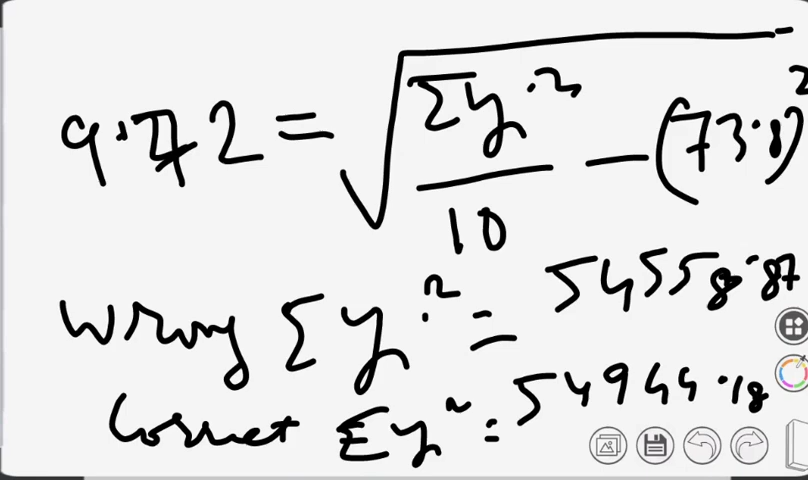 9.72 = √ Σy² / 10 − (73.8)²
Wrong Σy² = 54558.87
Correct Σy² = 54944.18